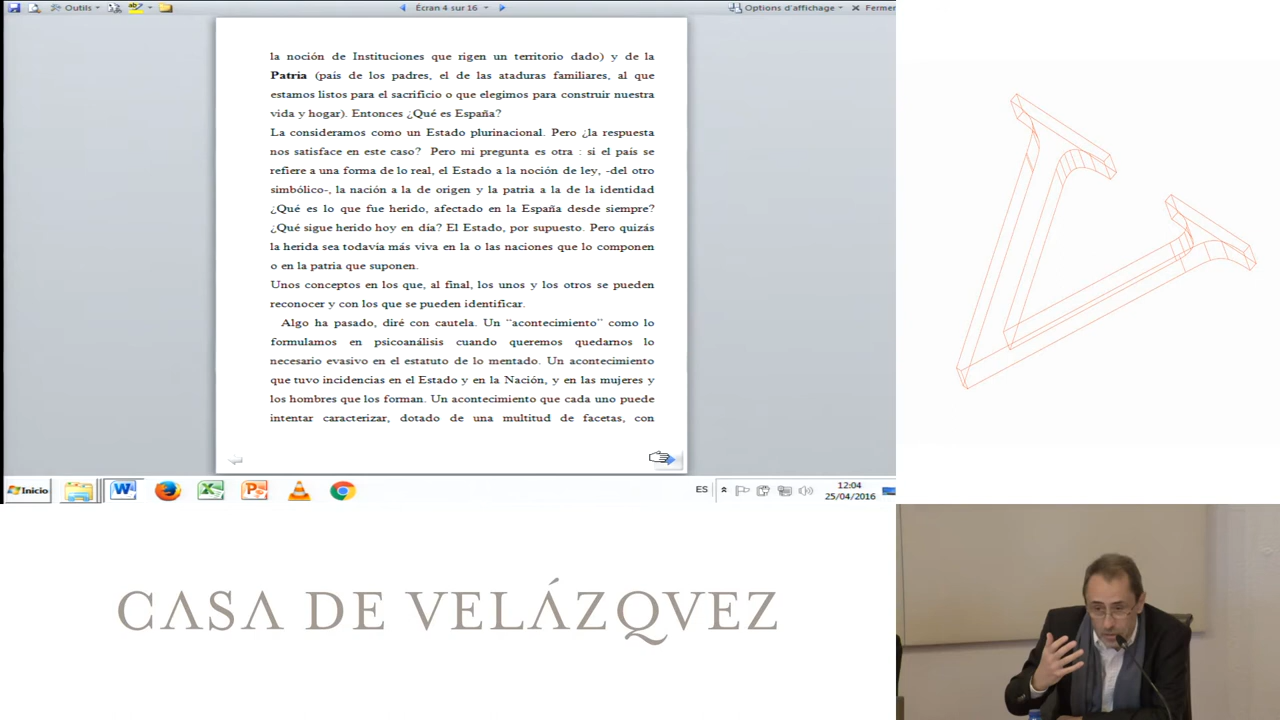 Outils
Écran 4 sur 16
Options d'affichage
Fermer
la noción de Instituciones que rigen un territorio dado) y de la
Patria (país de los padres, el de las ataduras familiares, al que
estamos listos para el sacrificio o que elegimos para construir nuestra
vida y hogar). Entonces ¿Qué es España?
La consideramos como un Estado plurinacional. Pero ¿la respuesta
nos satisface en este caso? Pero mi pregunta es otra : si el país se
refiere a una forma de lo real, el Estado a la noción de ley, -del otro
simbólico-, la nación a la de origen y la patria a la de la identidad
¿Qué es lo que fue herido, afectado en la España desde siempre?
¿Qué sigue herido hoy en día? El Estado, por supuesto. Pero quizás
la herida sea todavía más viva en la o las naciones que lo componen
o en la patria que suponen.
Unos conceptos en los que, al final, los unos y los otros se pueden
reconocer y con los que se pueden identificar.
Algo ha pasado, diré con cautela. Un “acontecimiento” como lo
formulamos en psicoanálisis cuando queremos quedarnos lo
necesario evasivo en el estatuto de lo mentado. Un acontecimiento
que tuvo incidencias en el Estado y en la Nación, y en las mujeres y
los hombres que los forman. Un acontecimiento que cada uno puede
intentar caracterizar, dotado de una multitud de facetas, con
Inicio
ES
12:04
25/04/2016
CASA DE VELÁZQVEZ